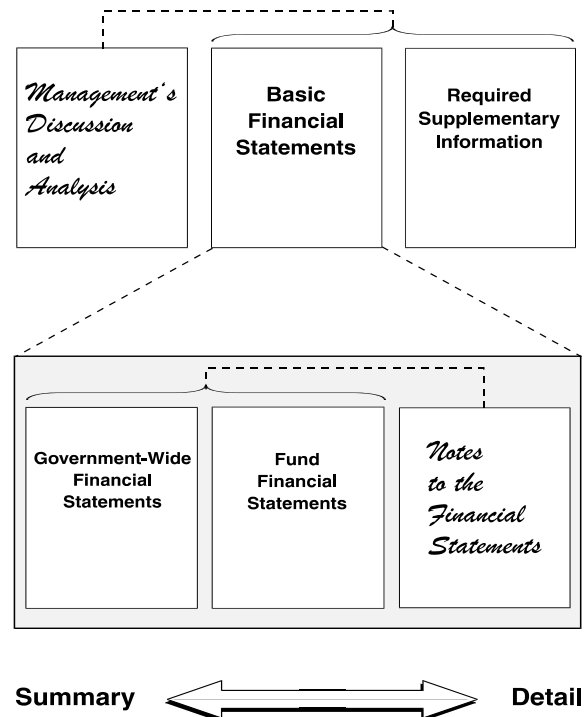 Management's
Discussion
and
Analysis
Basic
Financial
Statements
Required
Supplementary
Information
Government-Wide
Financial
Statements
Fund
Financial
Statements
Notes
to the
Financial
Statements
Summary
Detail